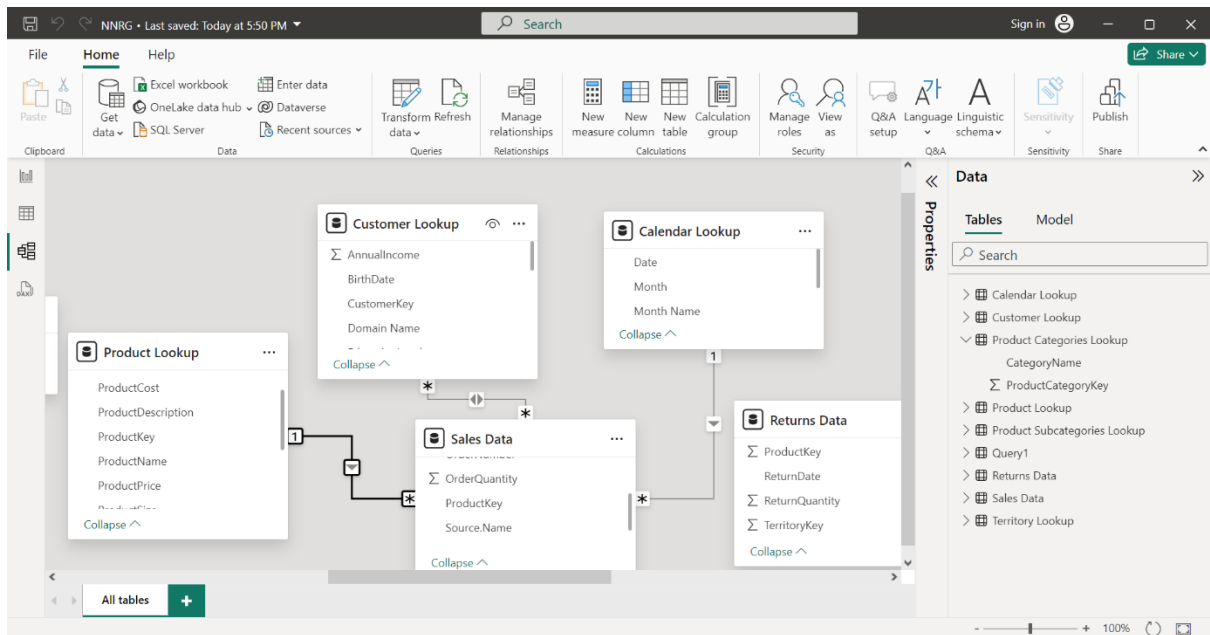 NNRG • Last saved: Today at 5:50 PM
Search
Sign in
File
Home
Help
Share
Paste
Clipboard
Get data
Excel workbook
OneLake data hub
SQL Server
Enter data
Dataverse
Recent sources
Data
Transform data
Refresh
Queries
Manage relationships
Relationships
New measure
New column
New table
Calculation group
Calculations
Manage roles
View as
Security
Q&A setup
Language
Linguistic schema
Q&A
Sensitivity
Sensitivity
Publish
Share
DAX
Product Lookup
ProductCost
ProductDescription
ProductKey
ProductName
ProductPrice
Collapse
Customer Lookup
Σ AnnualIncome
BirthDate
CustomerKey
Domain Name
Collapse
Calendar Lookup
Date
Month
Month Name
Collapse
1
*
*
1
*
*
Sales Data
OrderNumber
Σ OrderQuantity
ProductKey
Source.Name
Collapse
Returns Data
Σ ProductKey
ReturnDate
Σ ReturnQuantity
Σ TerritoryKey
Collapse
Properties
Data
Tables
Model
Search
Calendar Lookup
Customer Lookup
Product Categories Lookup
CategoryName
Σ ProductCategoryKey
Product Lookup
Product Subcategories Lookup
Query1
Returns Data
Sales Data
Territory Lookup
All tables
+
- + 100%